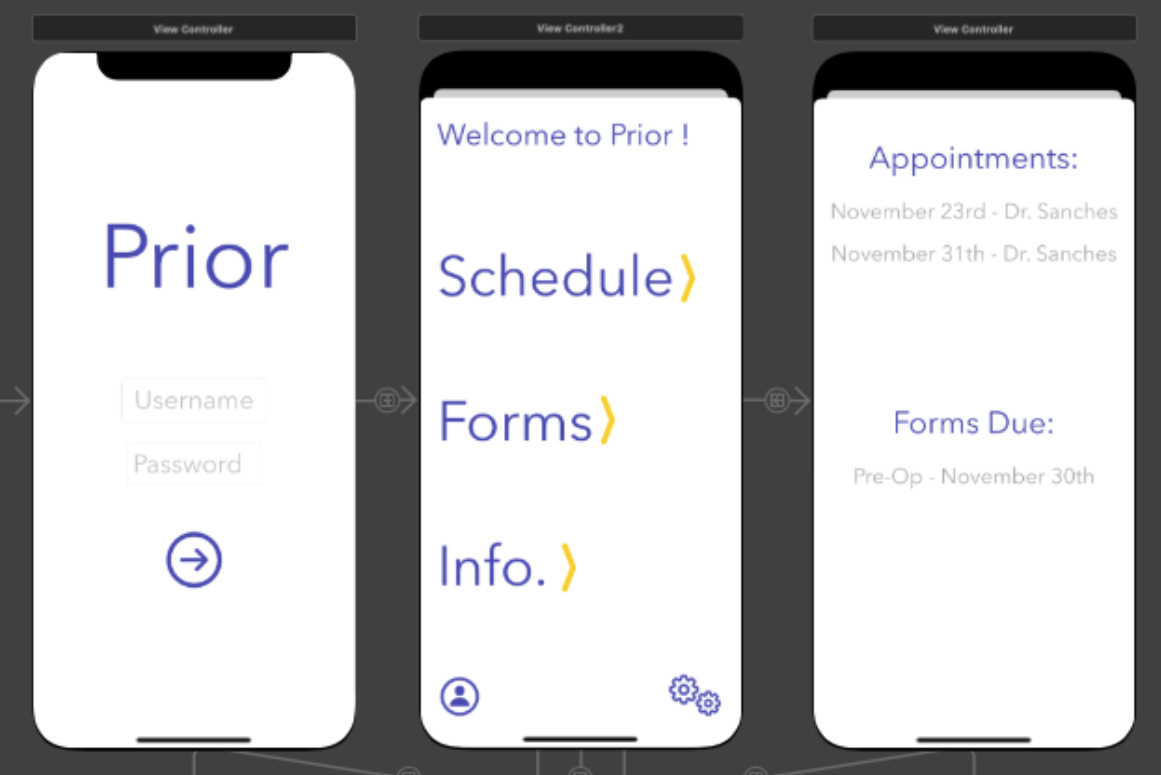 View Controller
Prior
Username
Password
View Controller2
Welcome to Prior !
Schedule
Forms
Info.
View Controller
Appointments:
November 23rd - Dr. Sanches
November 31th - Dr. Sanches
Forms Due:
Pre-Op - November 30th